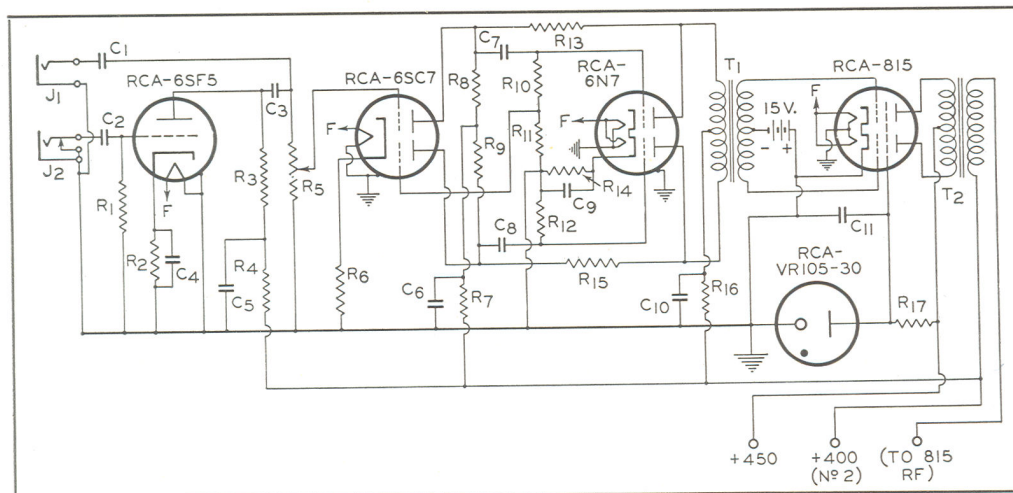 C1
J1
C2
J2
RCA-6SF5
C3
R1
R2
F
C4
R3
R4
C5
R5
RCA-6SC7
F
R6
C6
R7
R8
C7
R9
C8
R10
R11
R12
R13
RCA-
6N7
F
R14
C9
R15
C10
R16
T1
15 V.
- +
RCA-815
F
T2
C11
RCA-
VR105-30
R17
+450
+400
(Nº 2)
(TO 815
RF)